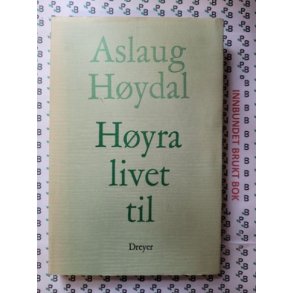 Aslaug
Høydal
Høyra
livet
til
Dreyer
INNBUNDET BRUKT BOK